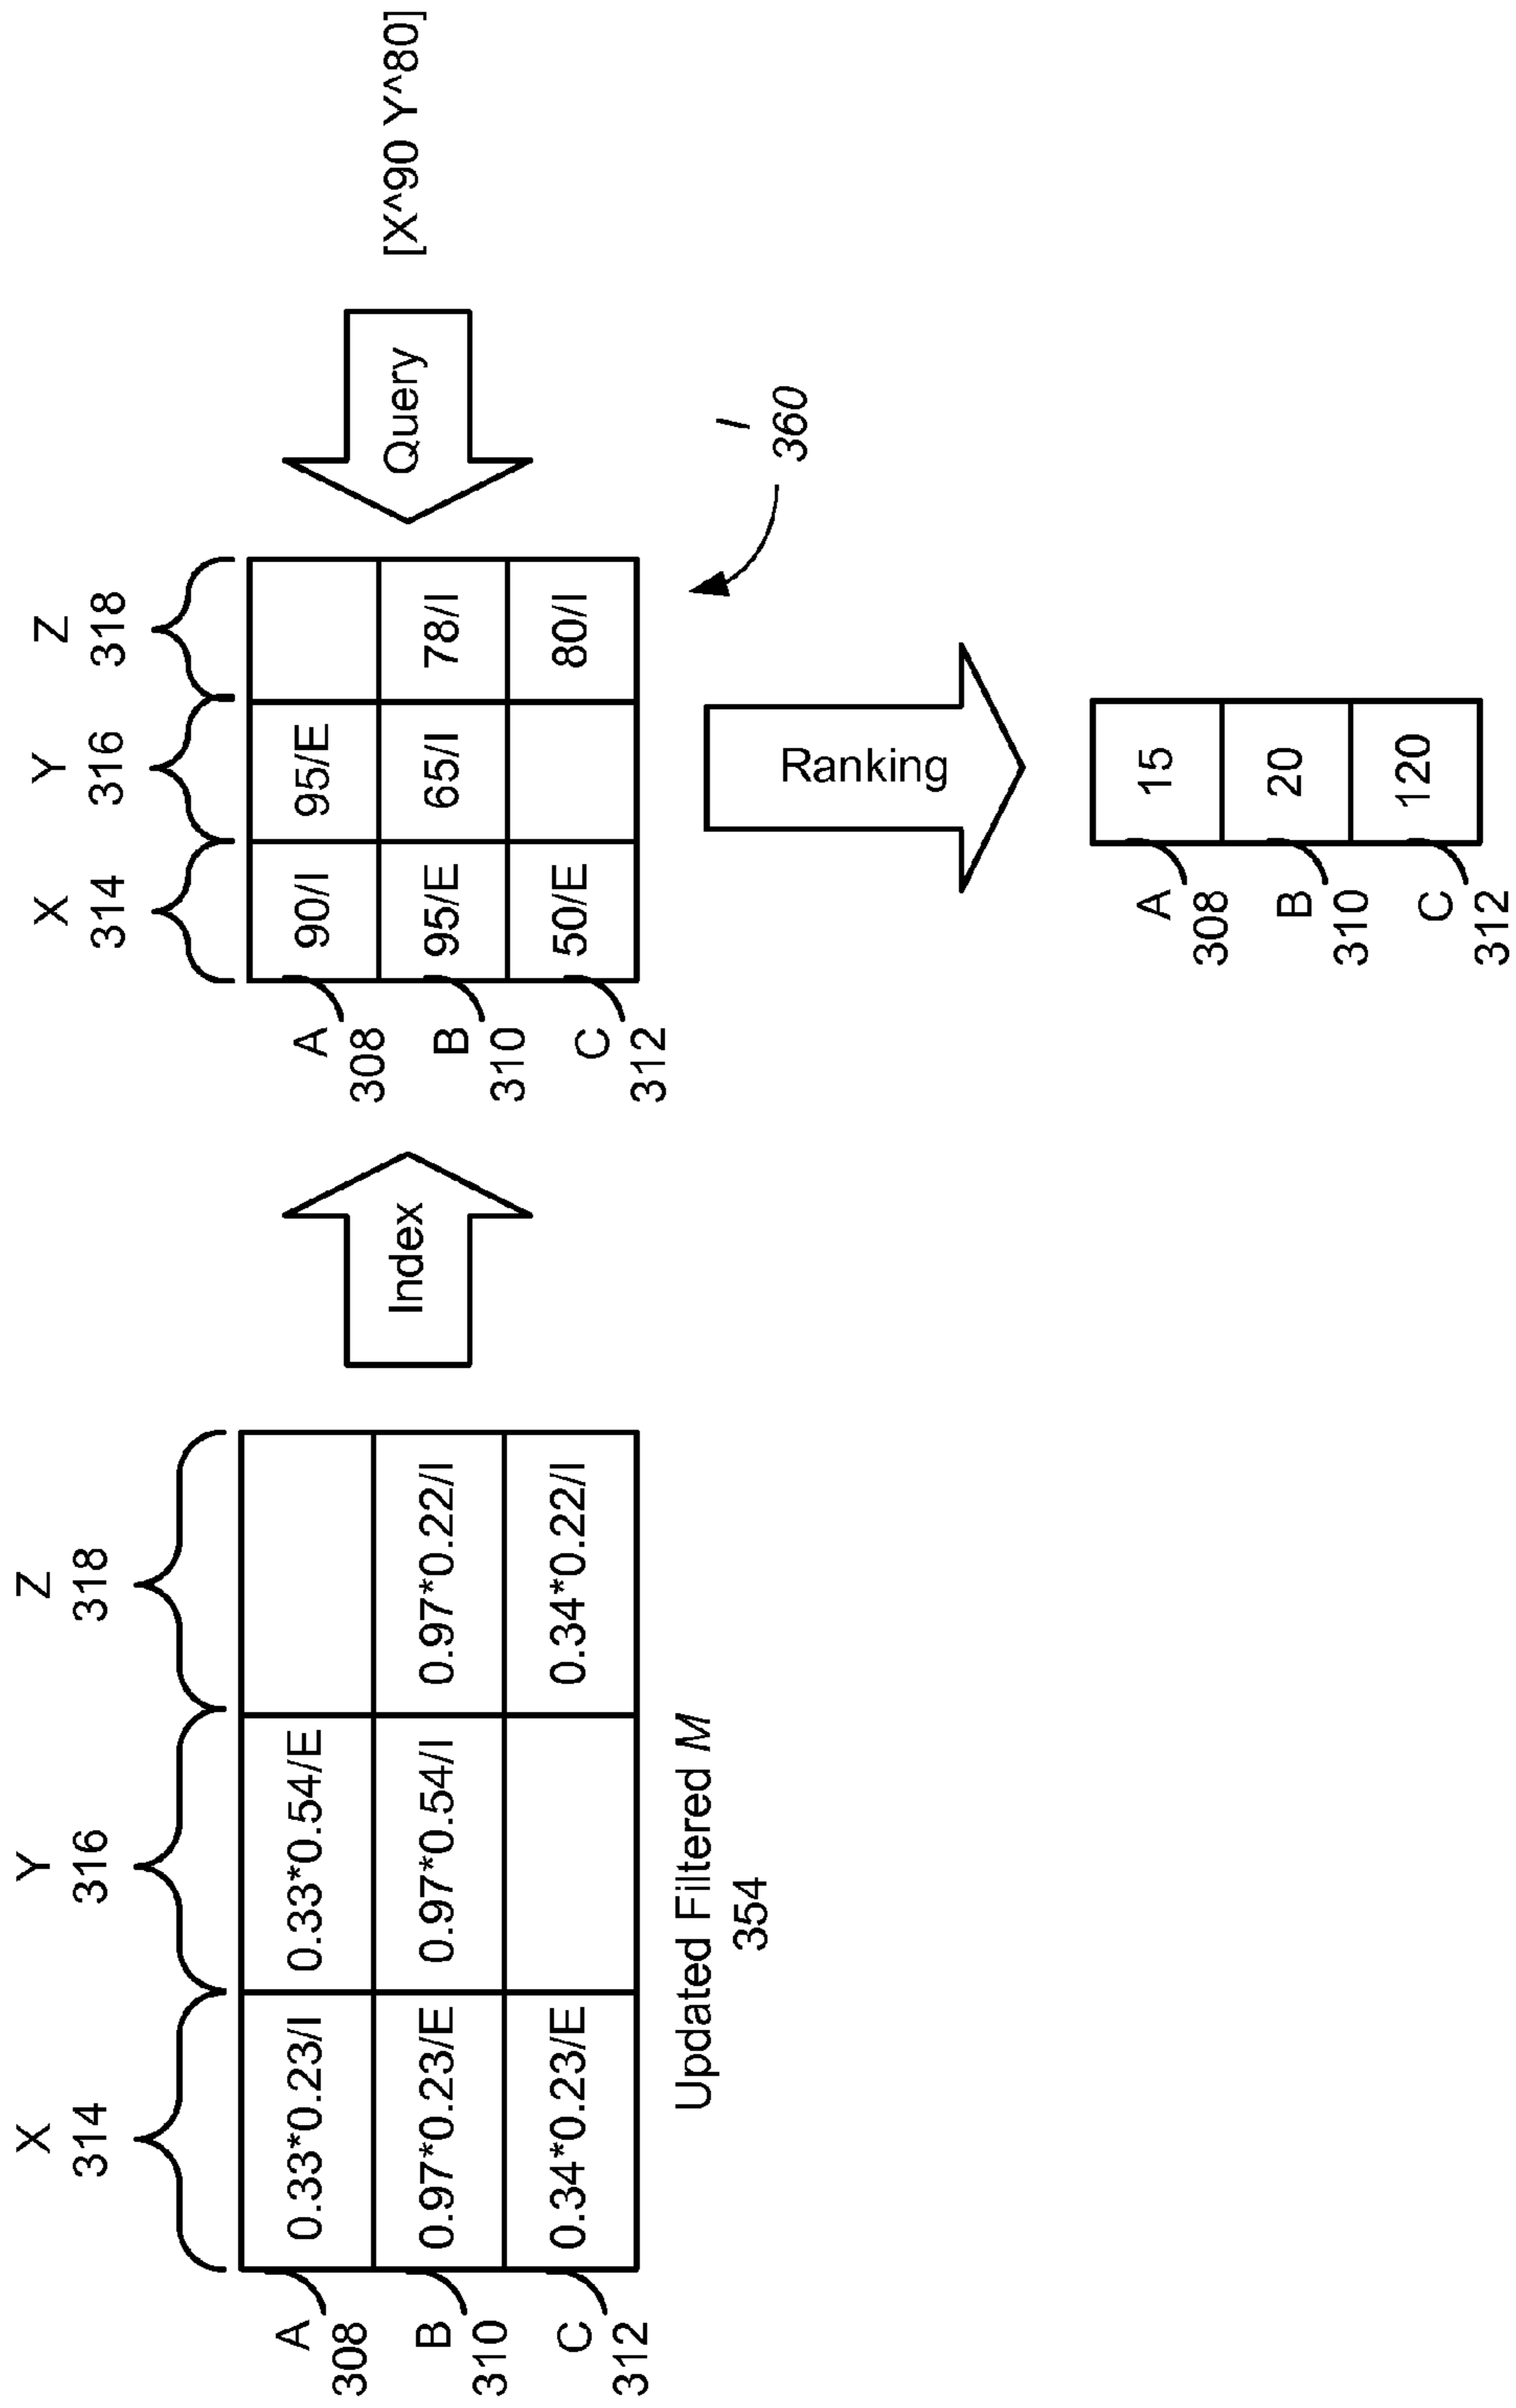 X
314
Y
316
Z
318
A
308
0.33*0.23/I
0.33*0.54/E
B
310
0.97*0.23/E
0.97*0.54/I
0.97*0.22/I
C
312
0.34*0.23/E
0.34*0.22/I
Updated Filtered M
354
Index
X
314
Y
316
Z
318
A
308
90/I
95/E
B
310
95/E
65/I
78/I
C
312
50/E
80/I
Query
[X^90 Y^80]
I
360
Ranking
A
308
15
B
310
20
C
312
120